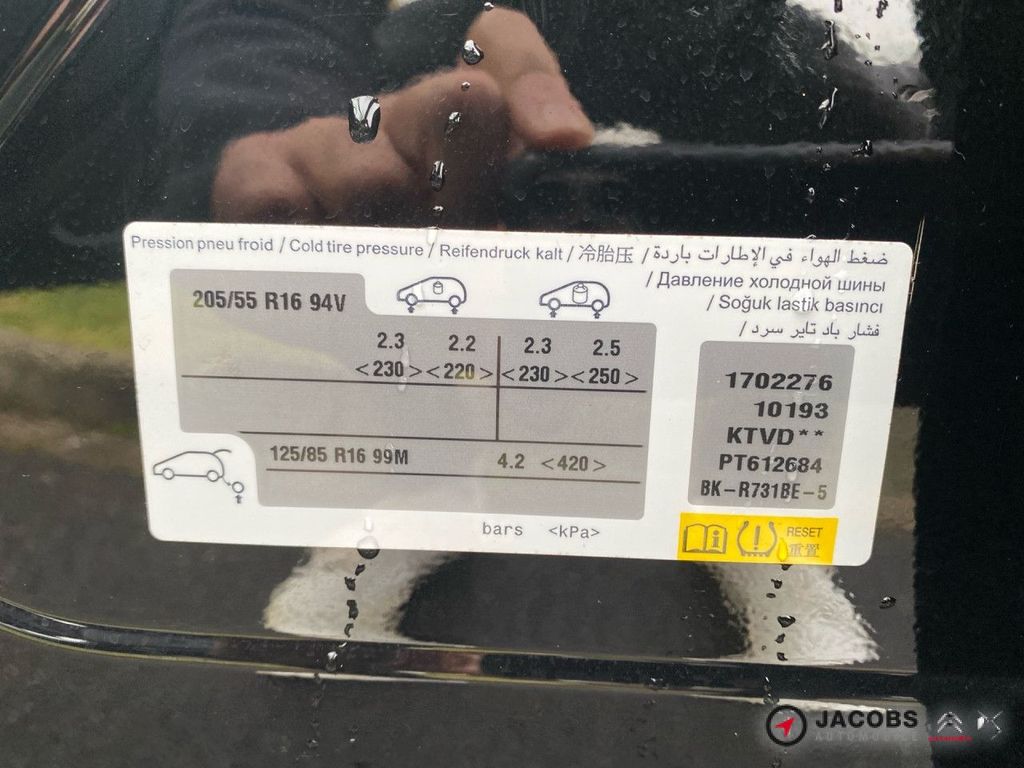 Pression pneu froid / Cold tire pressure / Reifendruck kalt / 冷胎压 / ضغط الهواء في الإطارات باردة
/ Давление холодной шины
/ Soğuk lastik basıncı
/ فشار باد تایر سرد
205/55 R16 94V
2.3 2.2 2.3 2.5
<230> <220> <230> <250>
125/85 R16 99M 4.2 <420>
bars <kPa>
1702276
10193
KTVD**
PT612684
BK-R731BE-5
RESET
重置
JACOBS
AUTOMOBILE